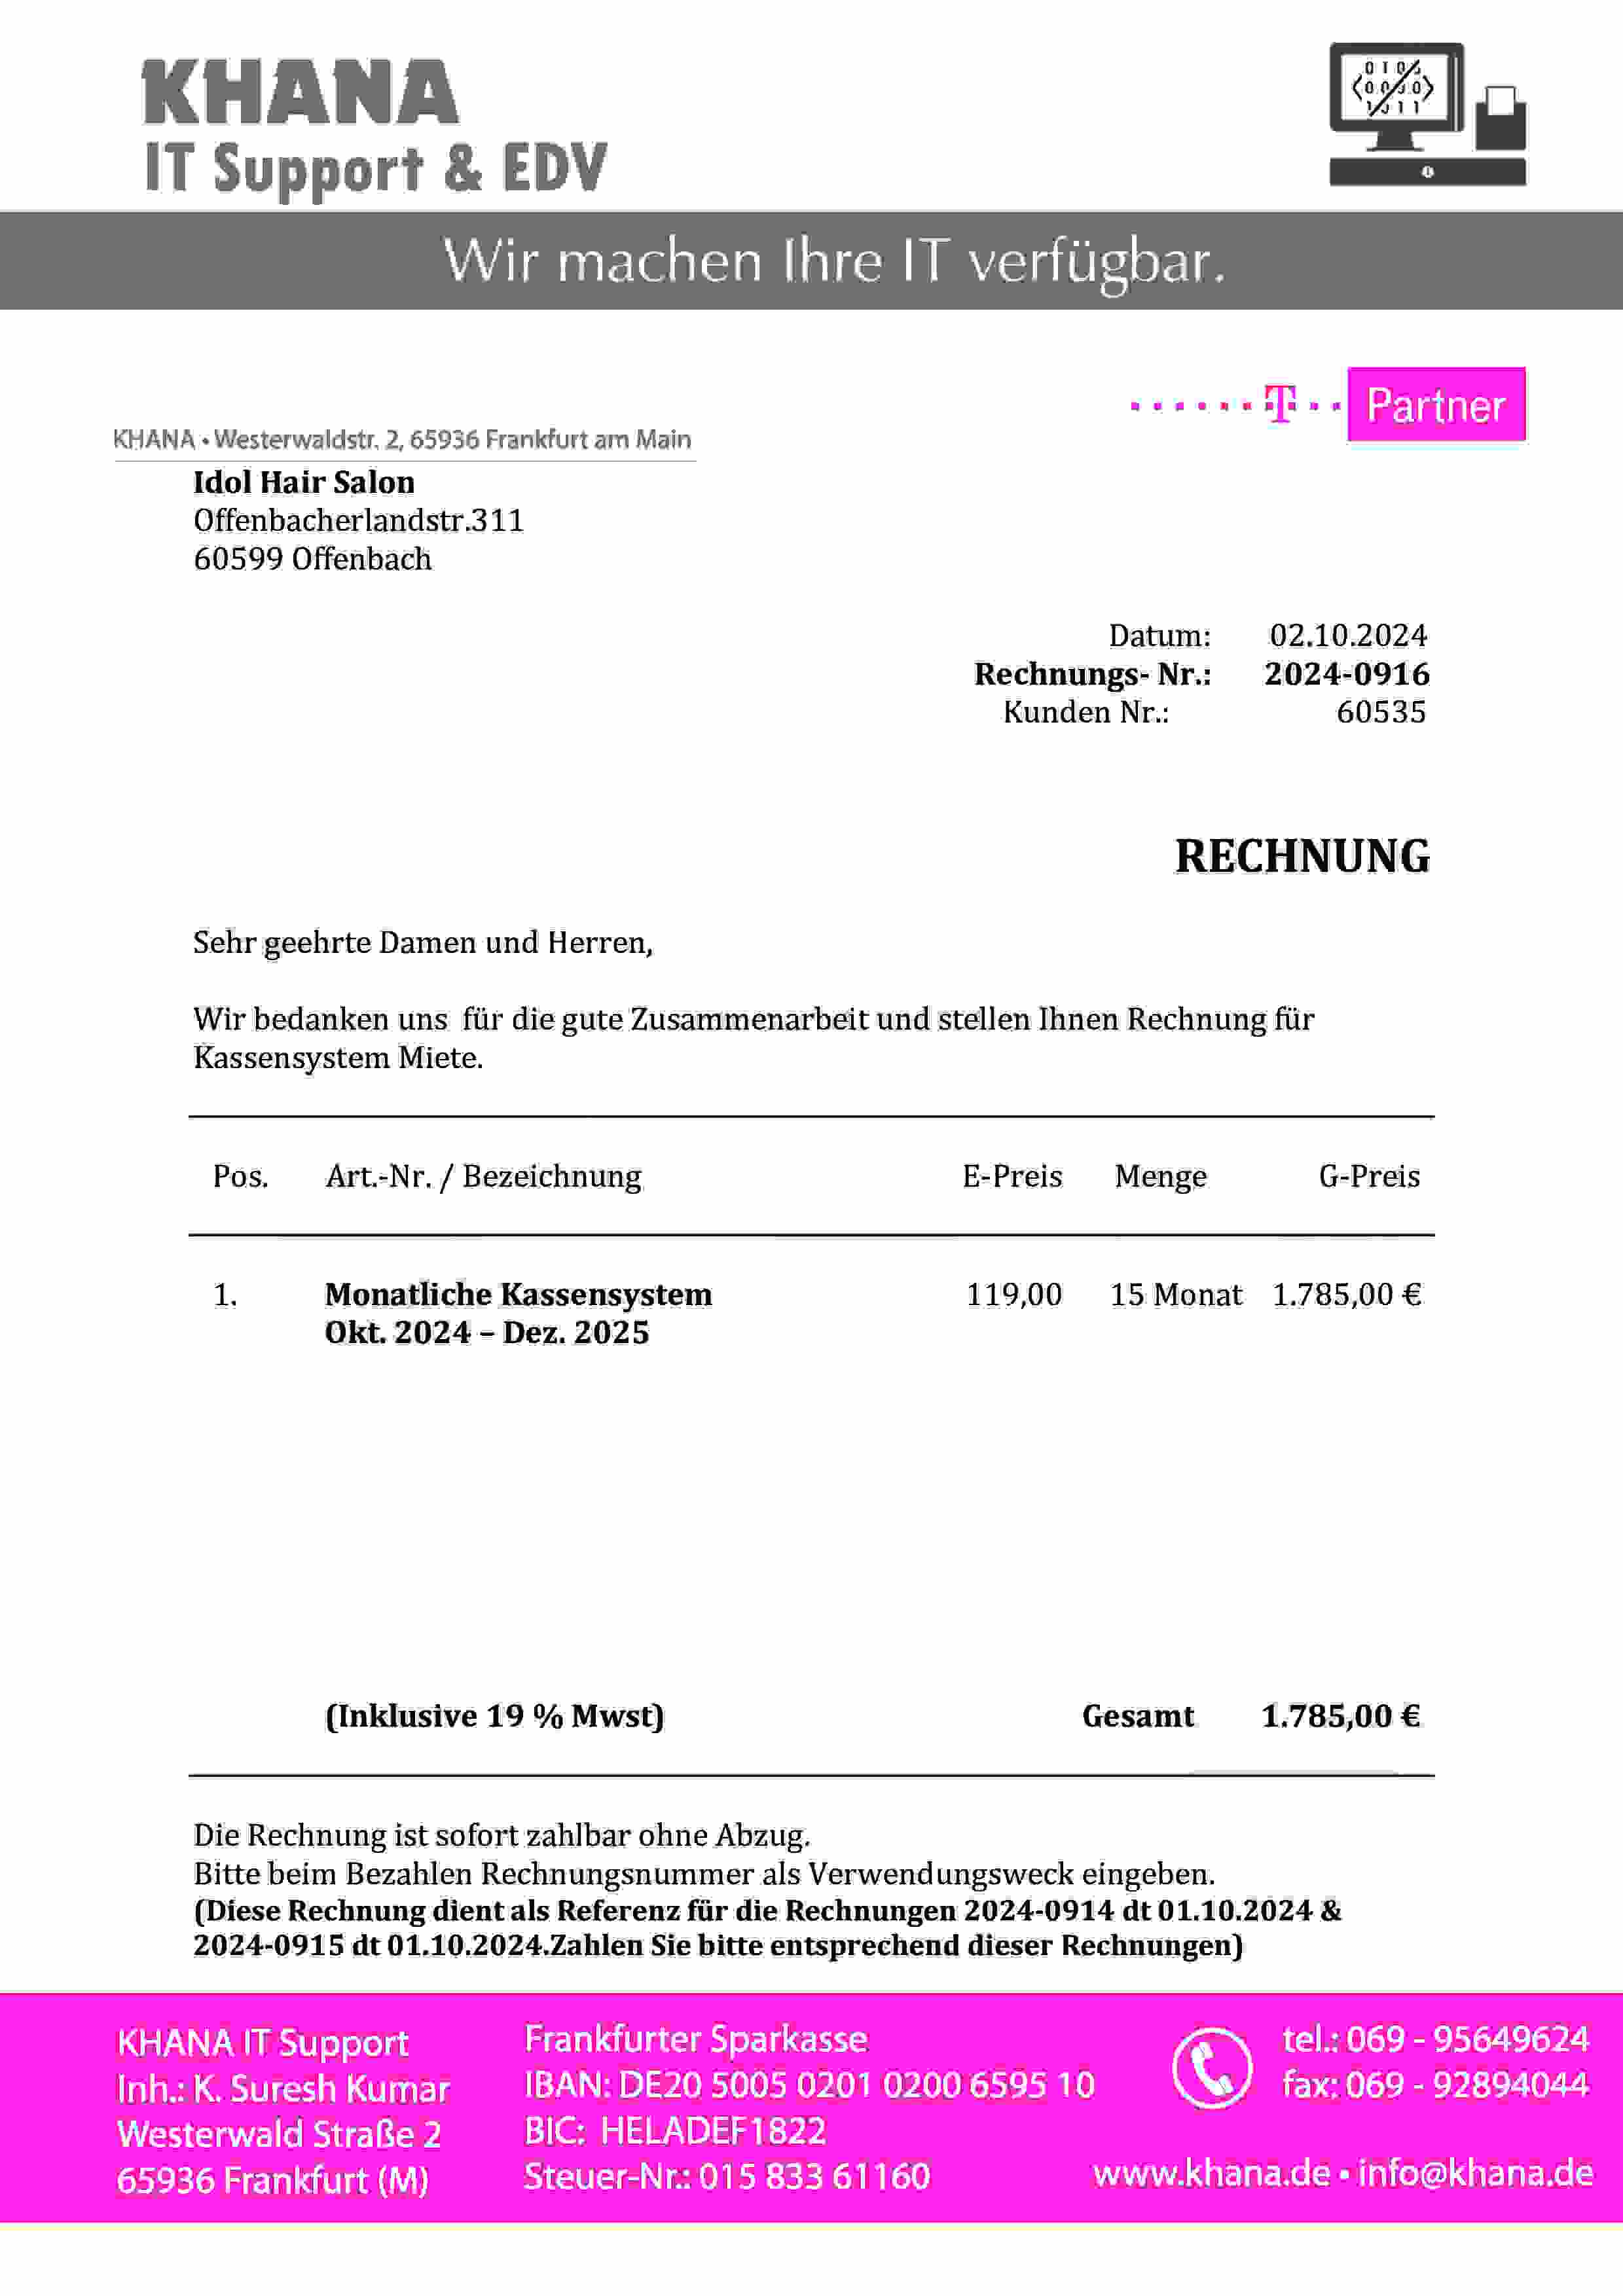 KHANA
IT Support & EDV
Wir machen Ihre IT verfügbar.
T Partner
KHANA • Westerwaldstr. 2, 65936 Frankfurt am Main
Idol Hair Salon
Offenbacherlandstr.311
60599 Offenbach
Datum: 02.10.2024
Rechnungs- Nr.: 2024-0916
Kunden Nr.: 60535
RECHNUNG
Sehr geehrte Damen und Herren,
Wir bedanken uns für die gute Zusammenarbeit und stellen Ihnen Rechnung für
Kassensystem Miete.
Pos. Art.-Nr. / Bezeichnung E-Preis Menge G-Preis
1. Monatliche Kassensystem 119,00 15 Monat 1.785,00 €
Okt. 2024 – Dez. 2025
(Inklusive 19 % Mwst) Gesamt 1.785,00 €
Die Rechnung ist sofort zahlbar ohne Abzug.
Bitte beim Bezahlen Rechnungsnummer als Verwendungsweck eingeben.
(Diese Rechnung dient als Referenz für die Rechnungen 2024-0914 dt 01.10.2024 &
2024-0915 dt 01.10.2024.Zahlen Sie bitte entsprechend dieser Rechnungen)
KHANA IT Support
Inh.: K. Suresh Kumar
Westerwald Straße 2
65936 Frankfurt (M)
Frankfurter Sparkasse
IBAN: DE20 5005 0201 0200 6595 10
BIC: HELADEF1822
Steuer-Nr.: 015 833 61160
tel.: 069 - 95649624
fax: 069 - 92894044
www.khana.de • info@khana.de